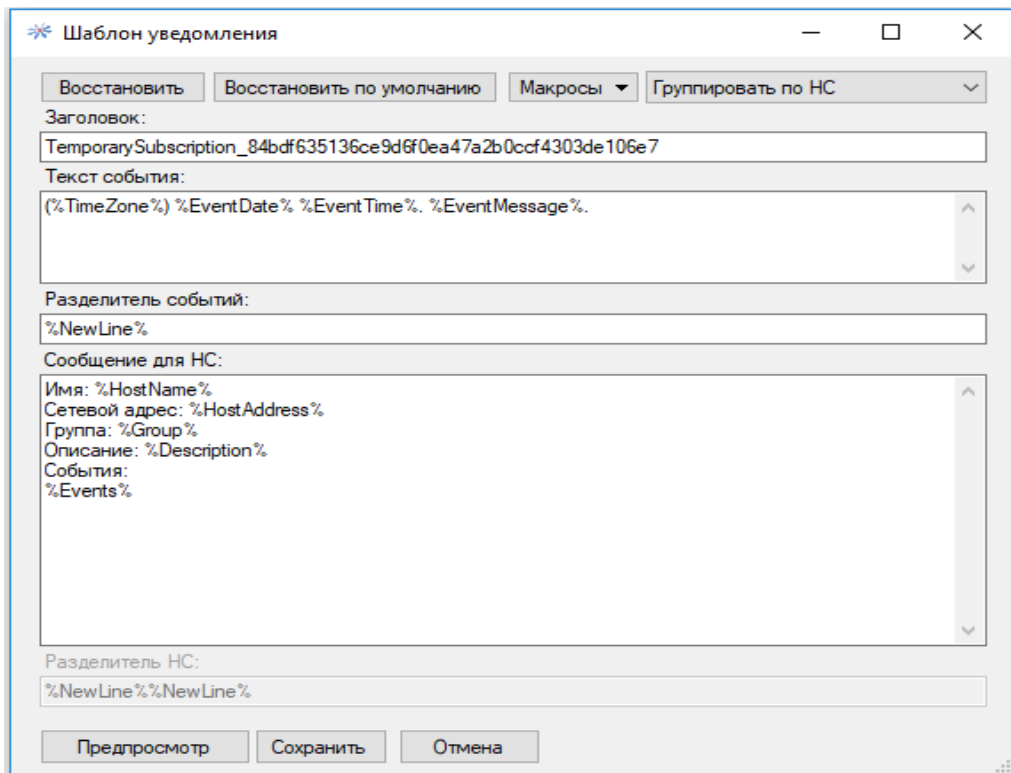 Шаблон уведомления
Восстановить Восстановить по умолчанию Макросы Группировать по НС
Заголовок:
TemporarySubscription_84bdf635136ce9d6f0ea47a2b0ccf4303de106e7
Текст события:
(%TimeZone%) %EventDate% %EventTime%. %EventMessage%.
Разделитель событий:
%NewLine%
Сообщение для НС:
Имя: %HostName%
Сетевой адрес: %HostAddress%
Группа: %Group%
Описание: %Description%
События:
%Events%
Разделитель НС:
%NewLine%%NewLine%
Предпросмотр Сохранить Отмена